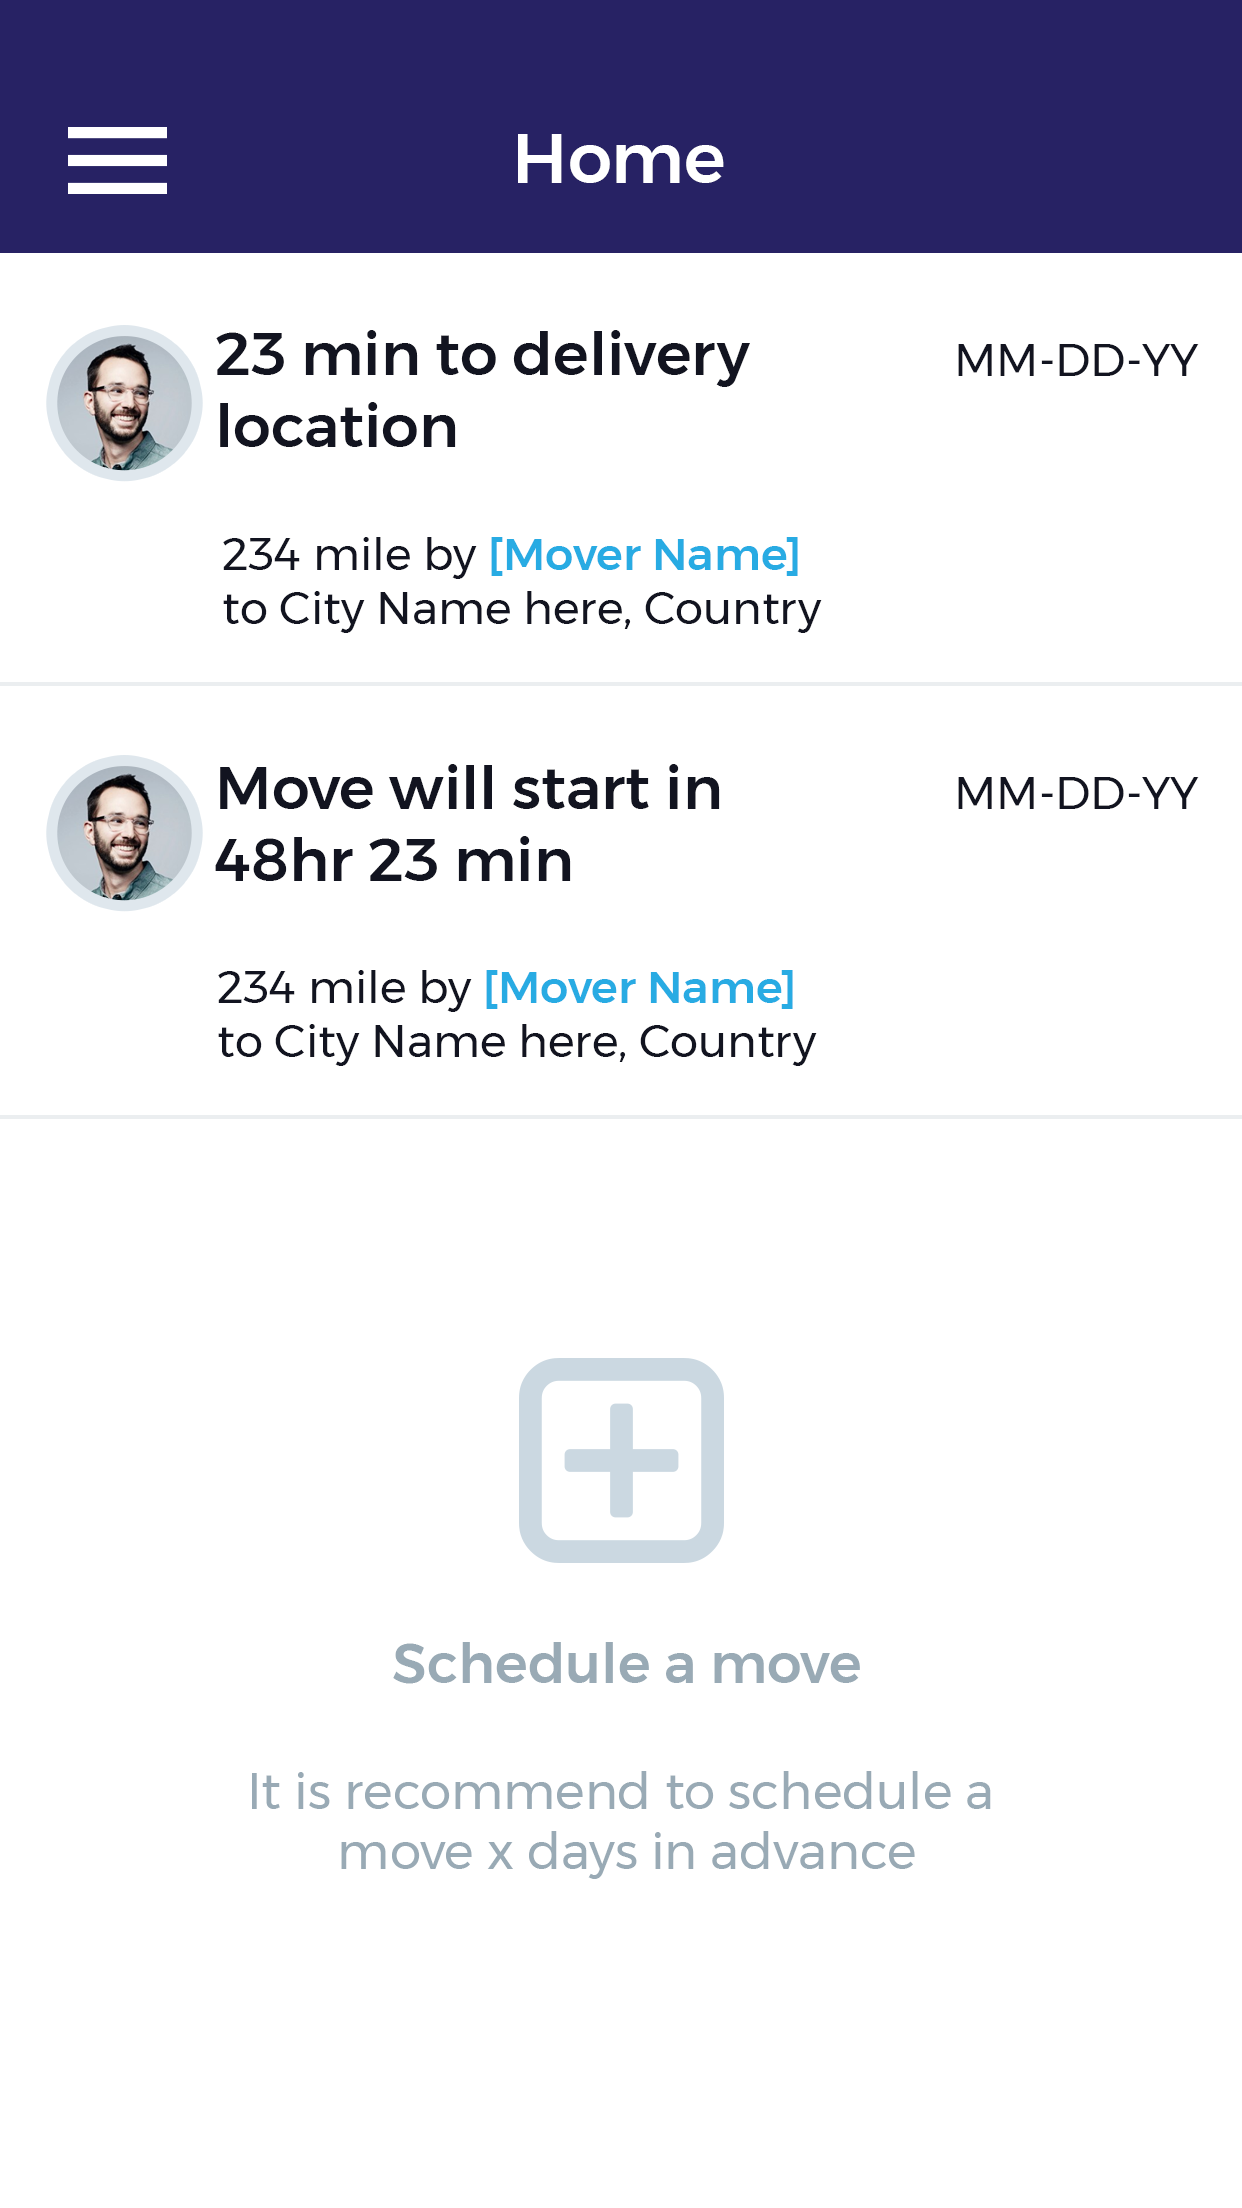 Home
23 min to delivery
location
MM-DD-YY
234 mile by [Mover Name]
to City Name here, Country
Move will start in
48hr 23 min
MM-DD-YY
234 mile by [Mover Name]
to City Name here, Country
Schedule a move
It is recommend to schedule a
move x days in advance